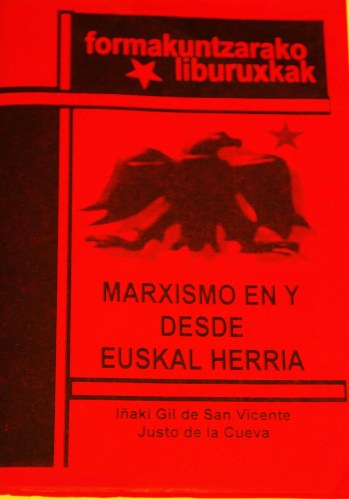 formakuntzarako
liburuxkak
MARXISMO EN Y
DESDE
EUSKAL HERRIA
Iñaki Gil de San Vicente
Justo de la Cueva